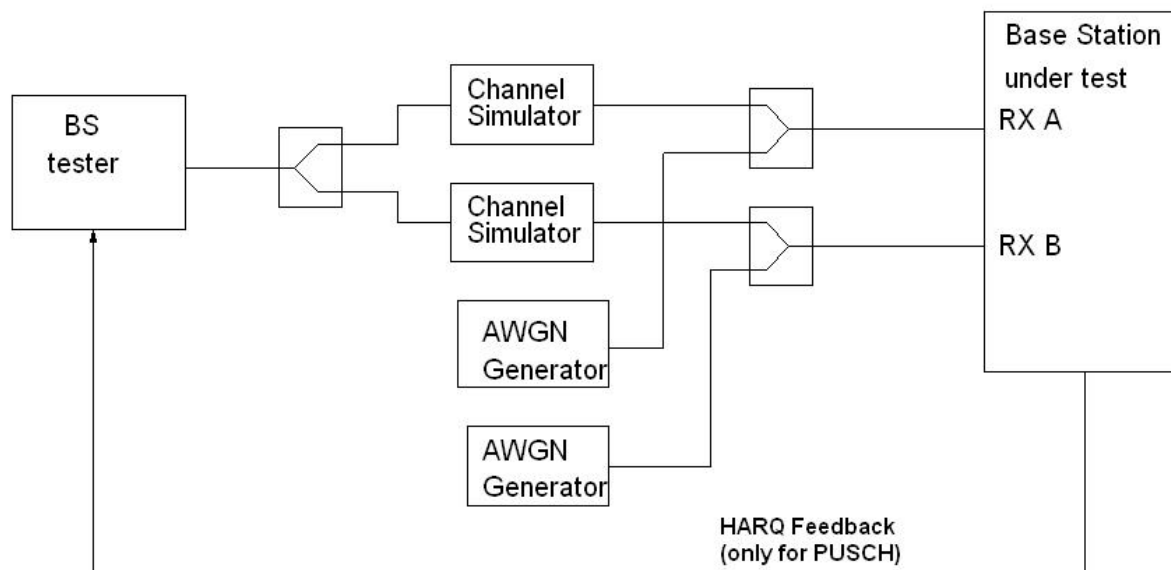 BS
tester
Channel
Simulator
Channel
Simulator
AWGN
Generator
AWGN
Generator
Base Station
under test
RX A
RX B
HARQ Feedback
(only for PUSCH)